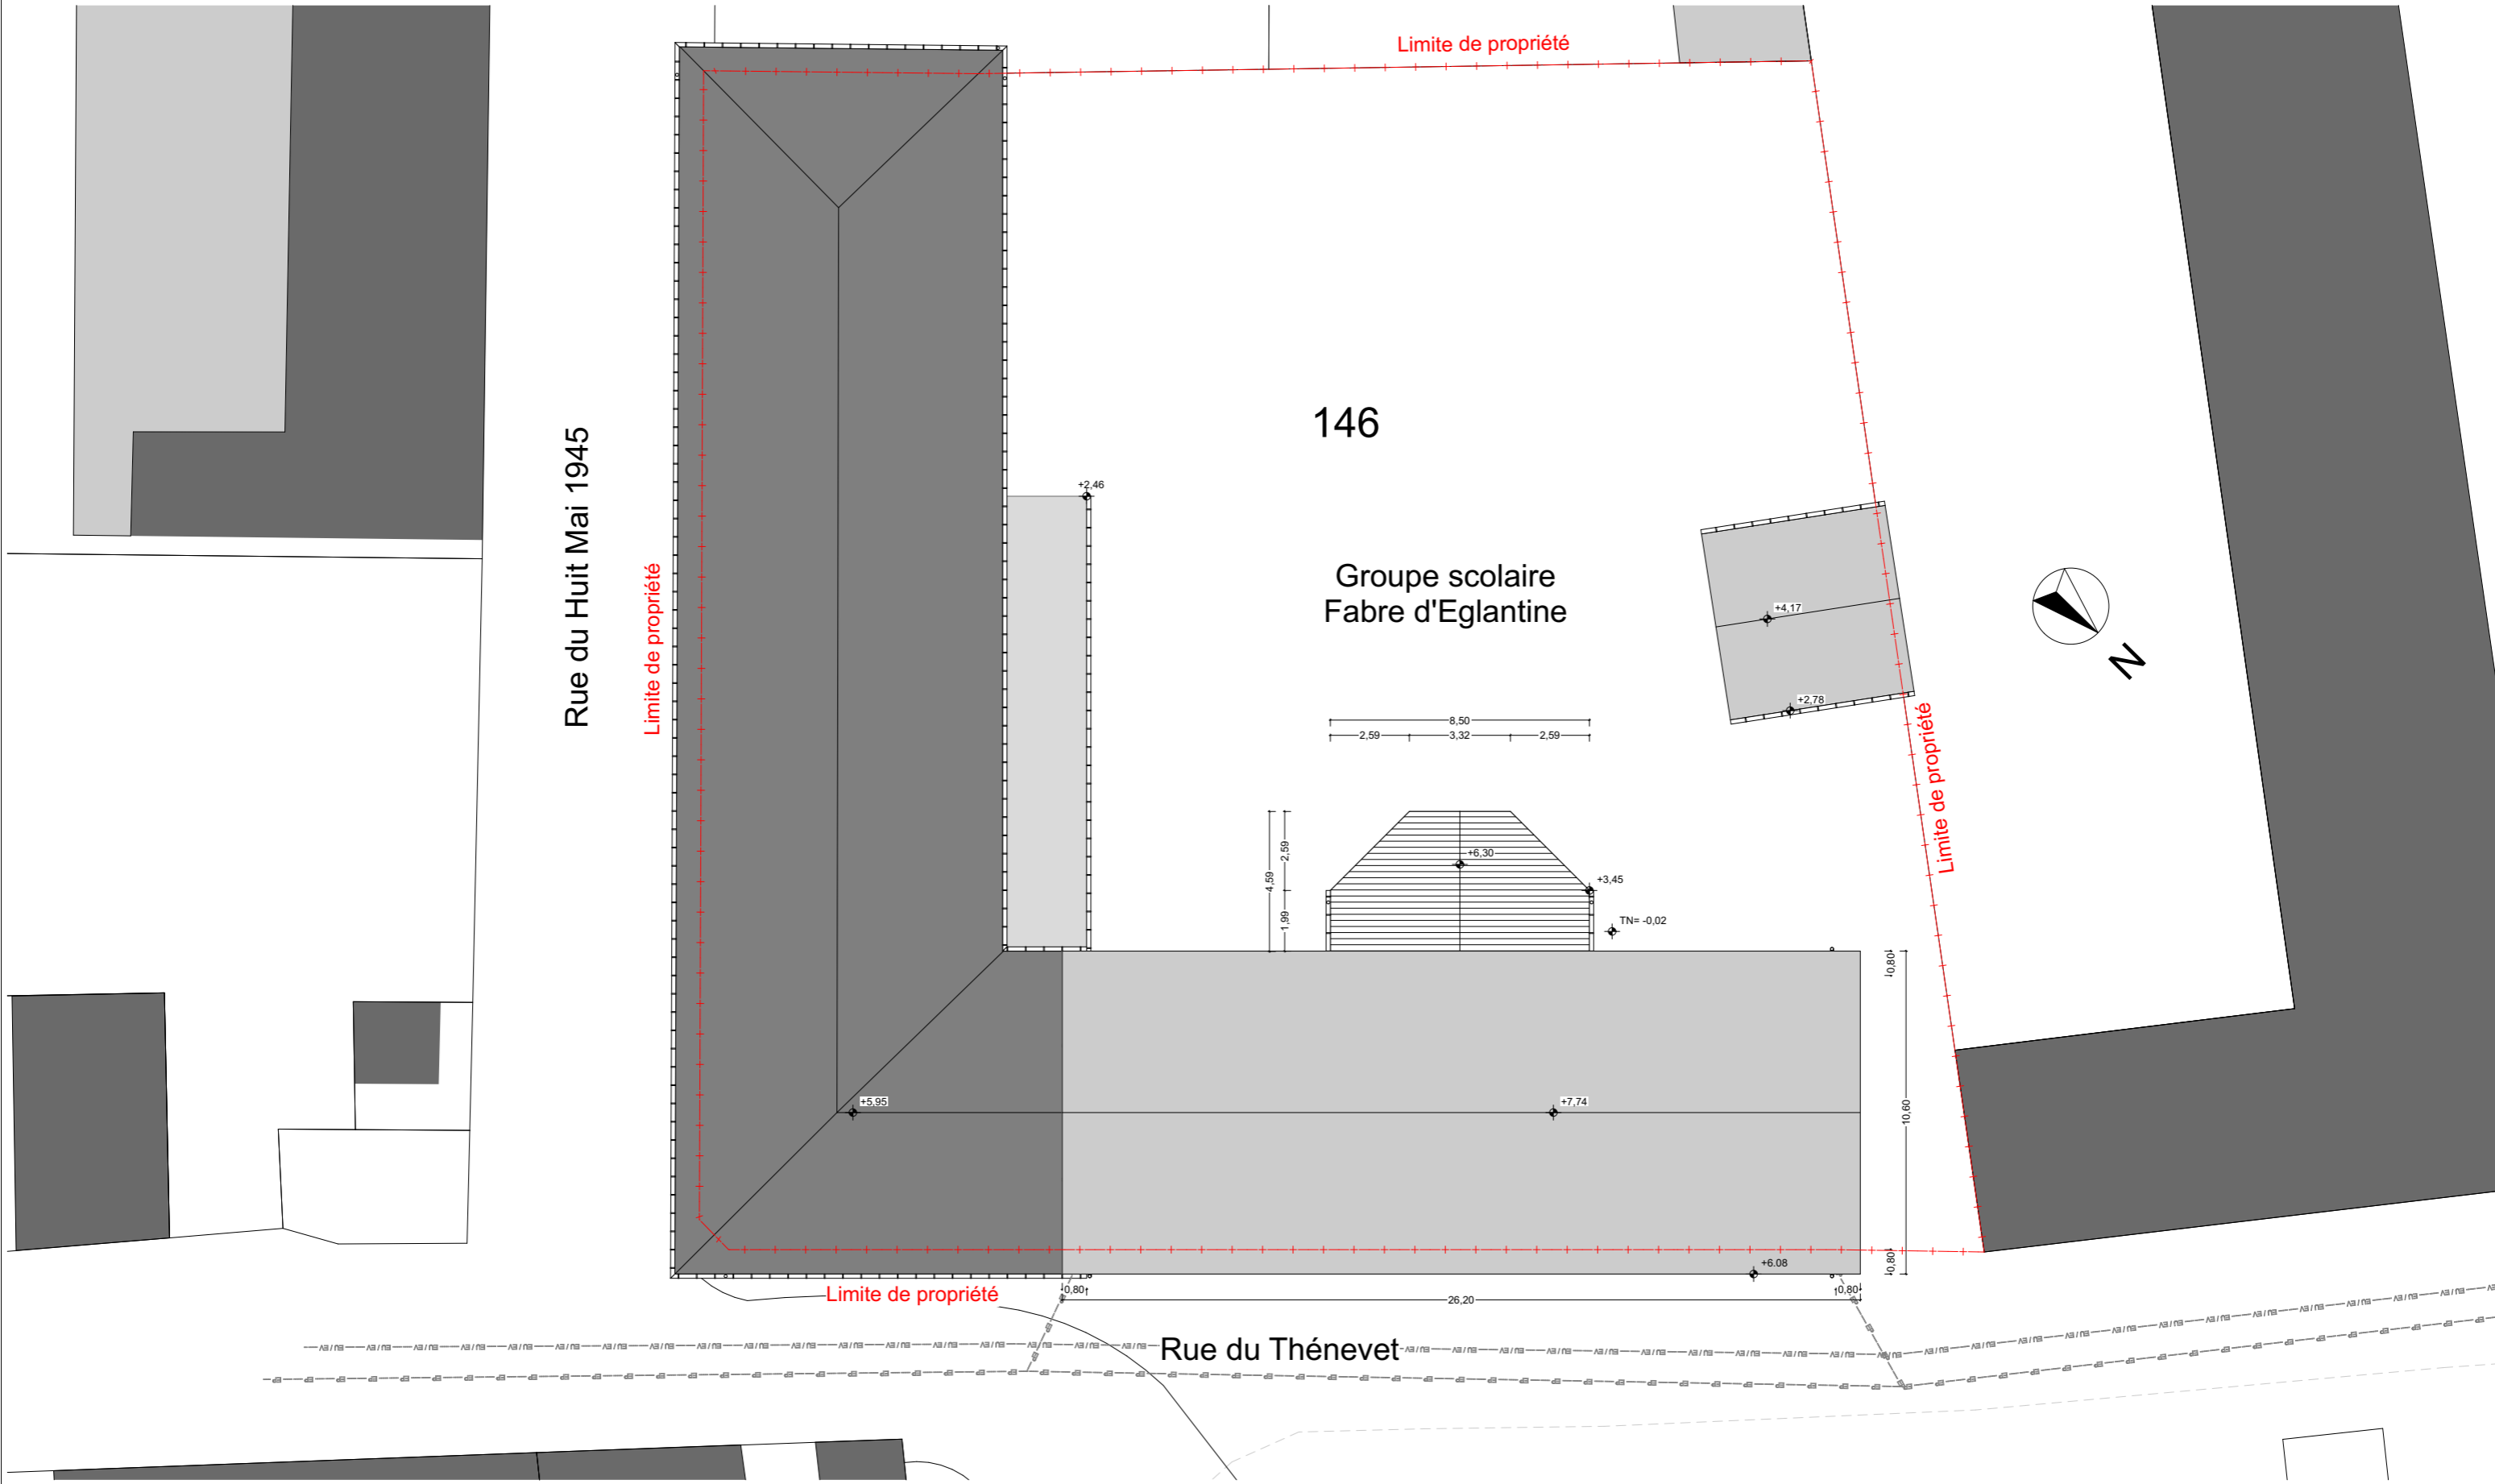 Limite de propriété
146
Rue du Huit Mai 1945
Limite de propriété
+2,46
Groupe scolaire
Fabre d'Eglantine
+4,17
+2,78
N
Limite de propriété
8,50
2,59
3,32
2,59
4,59
2,59
1,99
+6,30
+3,45
TN= -0,02
0,80
10,60
0,80
+5,95
+7,74
+6.08
0,80
26,20
0,80
Limite de propriété
Rue du Thénevet